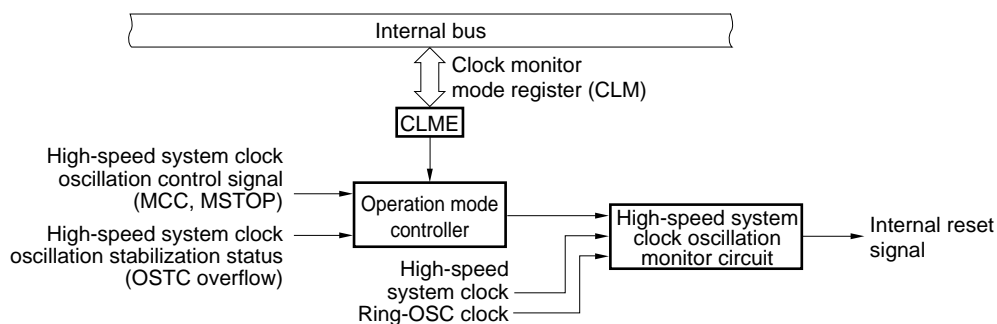 Internal bus
Clock monitor
mode register (CLM)
CLME
High-speed system clock
oscillation control signal
(MCC, MSTOP)
High-speed system clock
oscillation stabilization status
(OSTC overflow)
Operation mode
controller
High-speed
system clock
Ring-OSC clock
High-speed system
clock oscillation
monitor circuit
Internal reset
signal